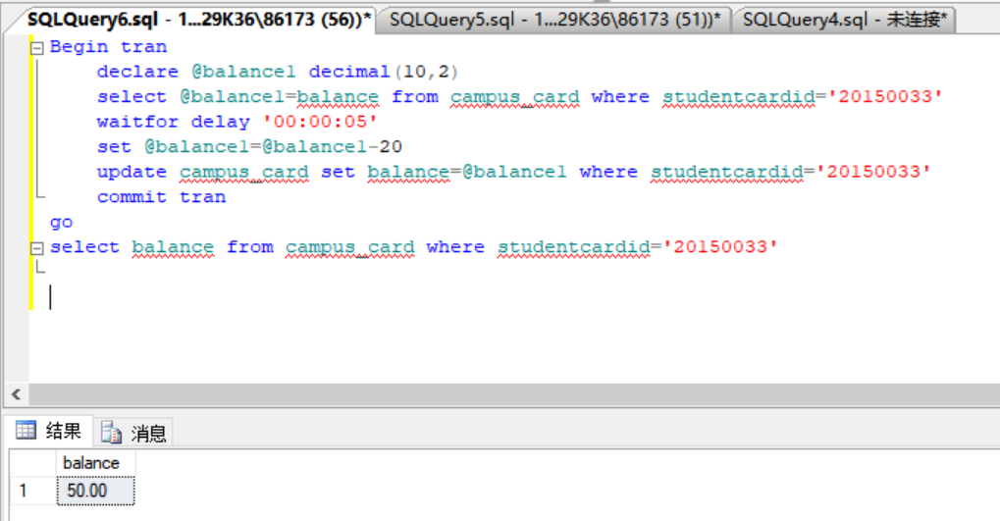 SQLQuery6.sql - 1...29K36\86173 (56))* SQLQuery5.sql - 1...29K36\86173 (51))* SQLQuery4.sql - 未连接*
Begin tran
declare @balance1 decimal(10,2)
select @balance1=balance from campus_card where studentcardid='20150033'
waitfor delay '00:00:05'
set @balance1=@balance1-20
update campus_card set balance=@balance1 where studentcardid='20150033'
commit tran
go
select balance from campus_card where studentcardid='20150033'
结果 消息
balance
1 50.00